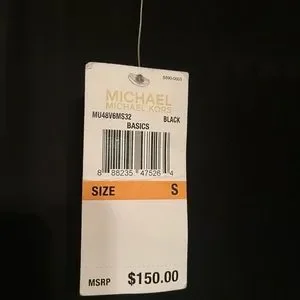 MICHAEL
MICHAEL KORS
MU48V6MS32 BLACK
BASICS
8 88235 47526 4
SIZE S
MSRP $150.00